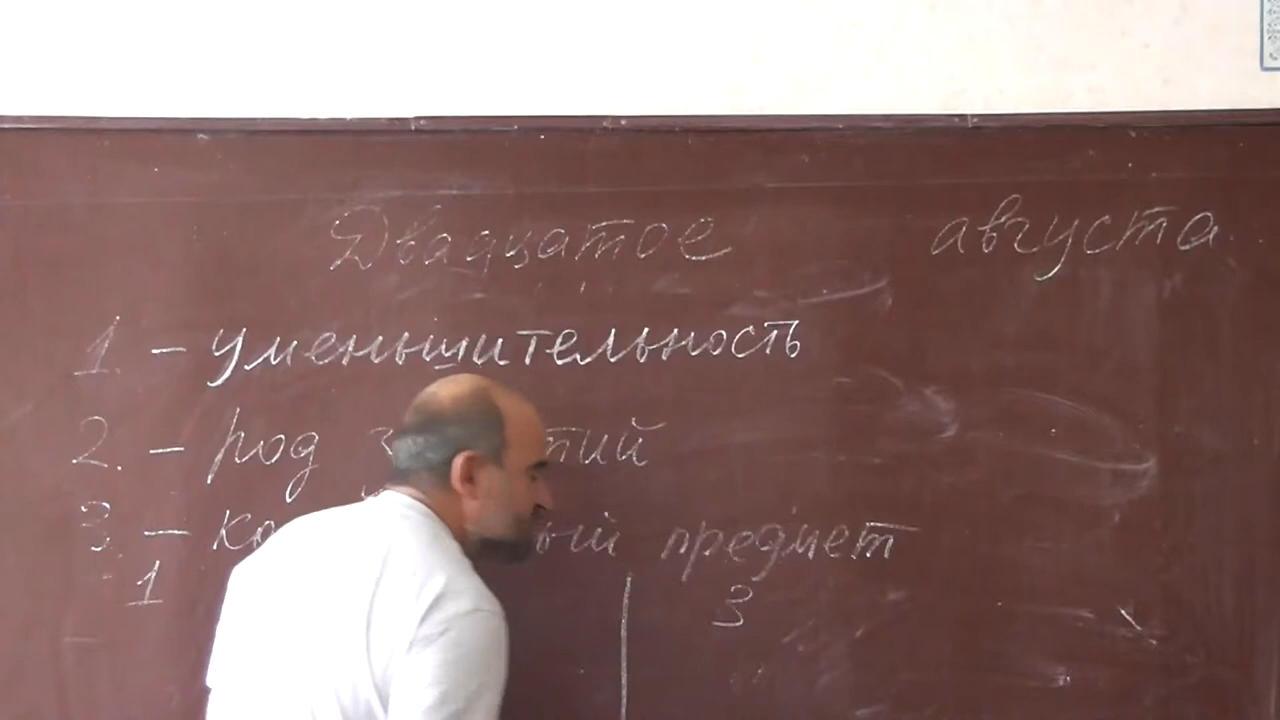 Двадцатое августа
1. – уменьшительность
2. – род
3. – предмет
1 3